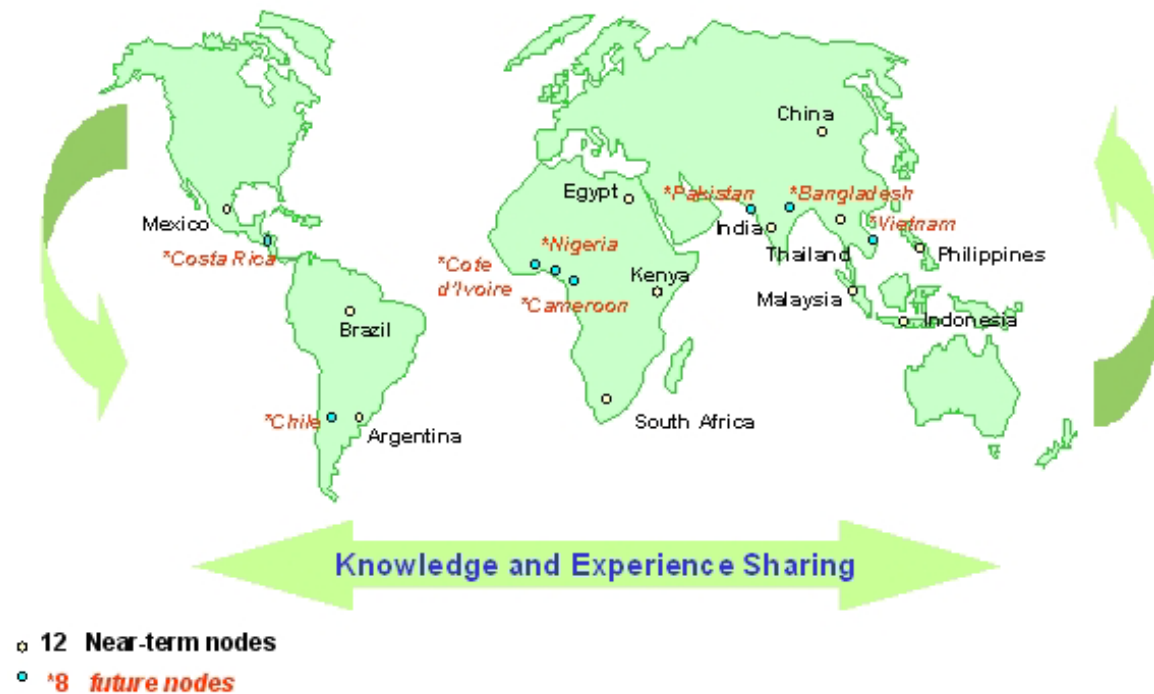 China
Egypt
*Pakistan
*Bangladesh
Mexico
India
*Vietnam
*Costa Rica
*Nigeria
Thailand
Philippines
*Cote
d'Ivoire
Kenya
Malaysia
*Cameroon
Brazil
Indonesia
*Chile
Argentina
South Africa
Knowledge and Experience Sharing
12 Near-term nodes
*8 future nodes